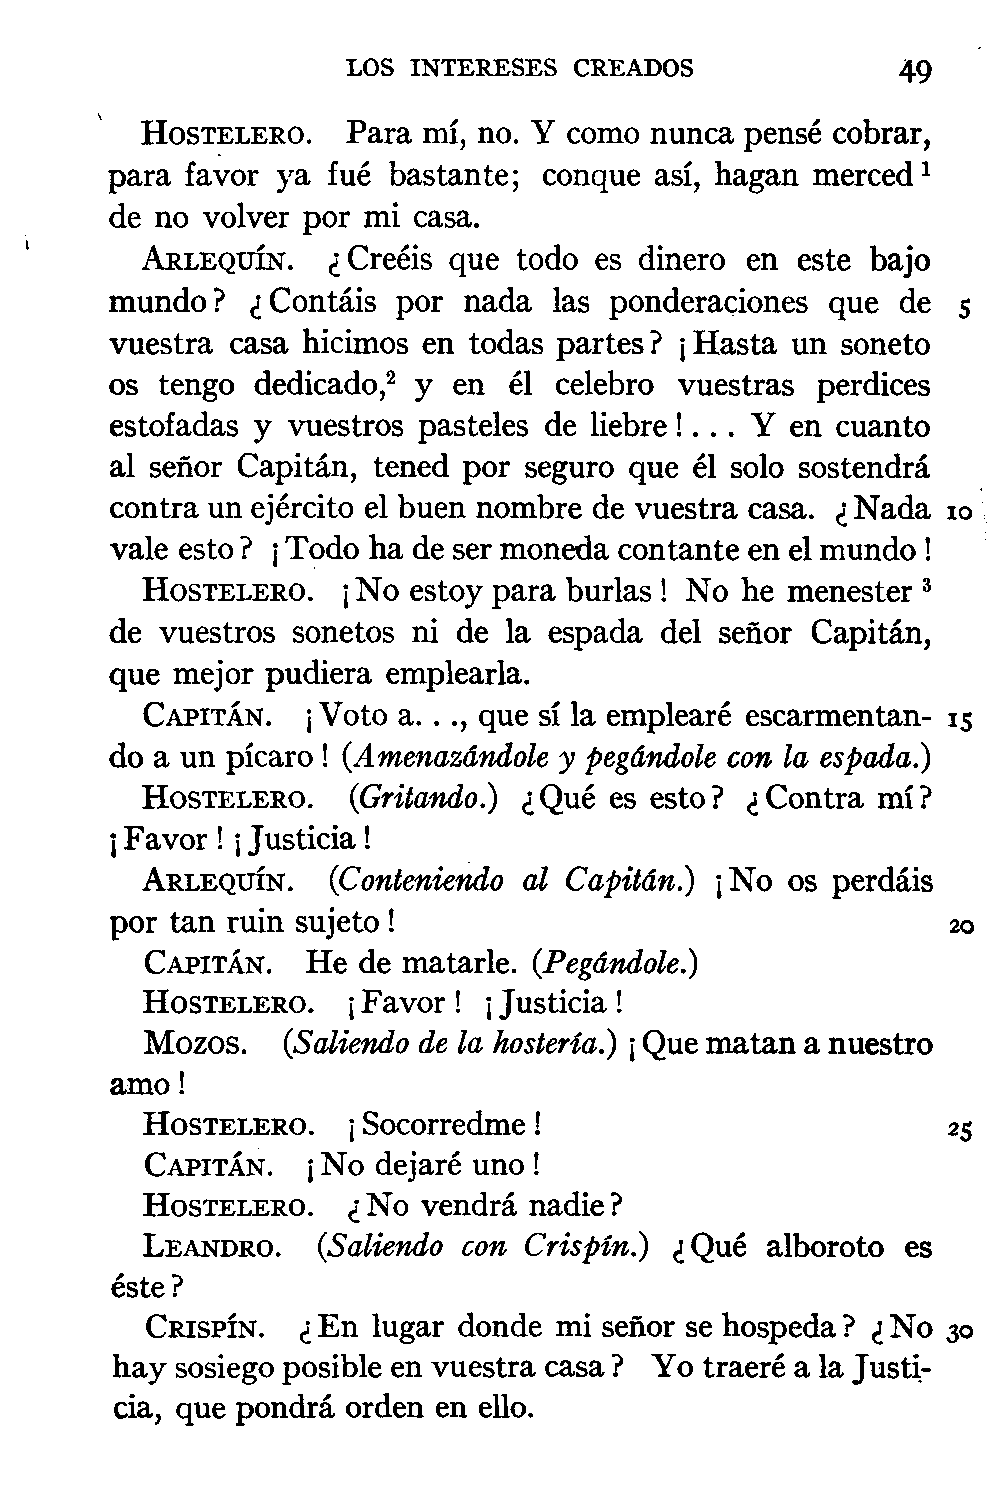 LOS INTERESES CREADOS 49
Hostelero. Para mí, no. Y como nunca pensé cobrar,
para favor ya fué bastante; conque así, hagan merced¹
de no volver por mi casa.
Arlequín. ¿Creéis que todo es dinero en este bajo
mundo? ¿Contáis por nada las ponderaciones que de 5
vuestra casa hicimos en todas partes? ¡Hasta un soneto
os tengo dedicado,² y en él celebro vuestras perdices
estofadas y vuestros pasteles de liebre!... Y en cuanto
al señor Capitán, tened por seguro que él solo sostendrá
contra un ejército el buen nombre de vuestra casa. ¿Nada 10
vale esto? ¡Todo ha de ser moneda contante en el mundo!
Hostelero. ¡No estoy para burlas! No he menester³
de vuestros sonetos ni de la espada del señor Capitán,
que mejor pudiera emplearla.
Capitán. ¡Voto a..., que sí la emplearé escarmentan- 15
do a un pícaro! (Amenazándole y pegándole con la espada.)
Hostelero. (Gritando.) ¿Qué es esto? ¿Contra mí?
¡Favor! ¡Justicia!
Arlequín. (Conteniendo al Capitán.) ¡No os perdáis
por tan ruin sujeto! 20
Capitán. He de matarle. (Pegándole.)
Hostelero. ¡Favor! ¡Justicia!
Mozos. (Saliendo de la hostería.) ¡Que matan a nuestro
amo!
Hostelero. ¡Socorredme! 25
Capitán. ¡No dejaré uno!
Hostelero. ¿No vendrá nadie?
Leandro. (Saliendo con Crispín.) ¿Qué alboroto es
éste?
Crispín. ¿En lugar donde mi señor se hospeda? ¿No 30
hay sosiego posible en vuestra casa? Yo traeré a la Justi-
cia, que pondrá orden en ello.